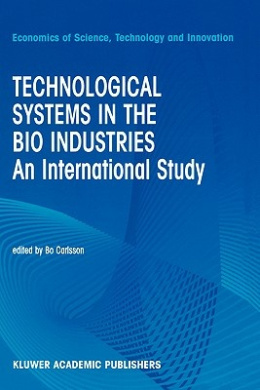 Economics of Science, Technology and Innovation
TECHNOLOGICAL
SYSTEMS IN THE
BIO INDUSTRIES
An International Study
edited by Bo Carlsson
KLUWER ACADEMIC PUBLISHERS